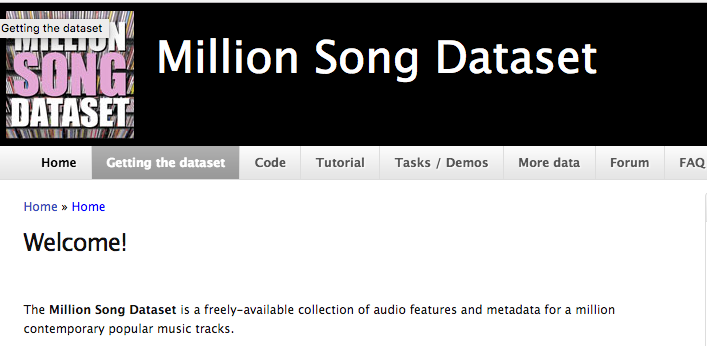 Getting the dataset
MILLION
SONG
DATASET
Million Song Dataset
Home Getting the dataset Code Tutorial Tasks / Demos More data Forum FAQ
Home » Home
Welcome!
The Million Song Dataset is a freely-available collection of audio features and metadata for a million
contemporary popular music tracks.